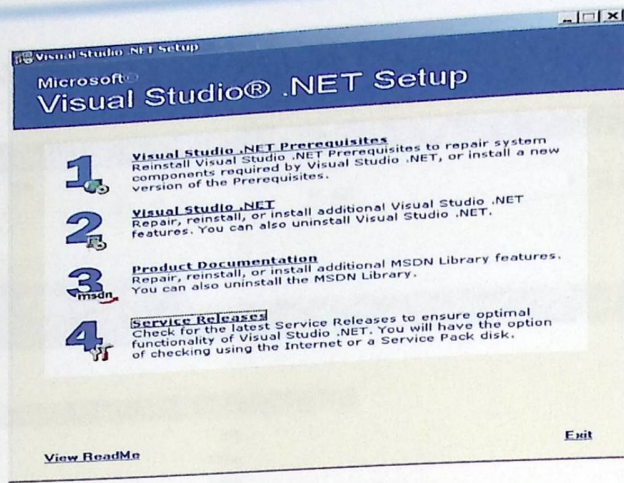 Visual Studio .NET Setup
Microsoft®
Visual Studio® .NET Setup
1
Visual Studio .NET Prerequisites
Reinstall Visual Studio .NET Prerequisites to repair system
components required by Visual Studio .NET, or install a new
version of the Prerequisites.
2
Visual Studio .NET
Repair, reinstall, or install additional Visual Studio .NET
features. You can also uninstall Visual Studio .NET.
3
msdn
Product Documentation
Repair, reinstall, or install additional MSDN Library features.
You can also uninstall the MSDN Library.
4
Service Releases
Check for the latest Service Releases to ensure optimal
functionality of Visual Studio .NET. You will have the option
of checking using the Internet or a Service Pack disk.
View ReadMe
Exit